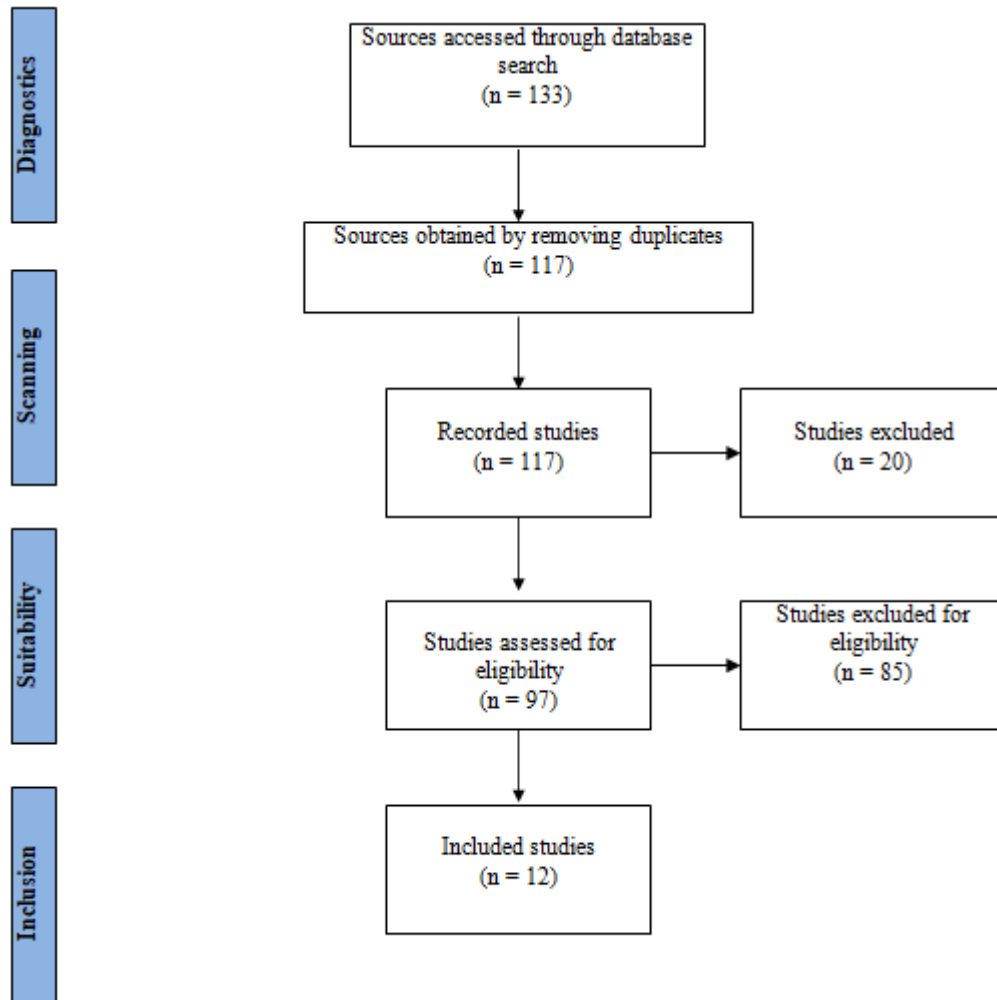 Diagnostics
Sources accessed through database
search
(n = 133)
Sources obtained by removing duplicates
(n = 117)
Scanning
Recorded studies
(n = 117)
Studies excluded
(n = 20)
Suitability
Studies assessed for
eligibility
(n = 97)
Studies excluded for
eligibility
(n = 85)
Inclusion
Included studies
(n = 12)